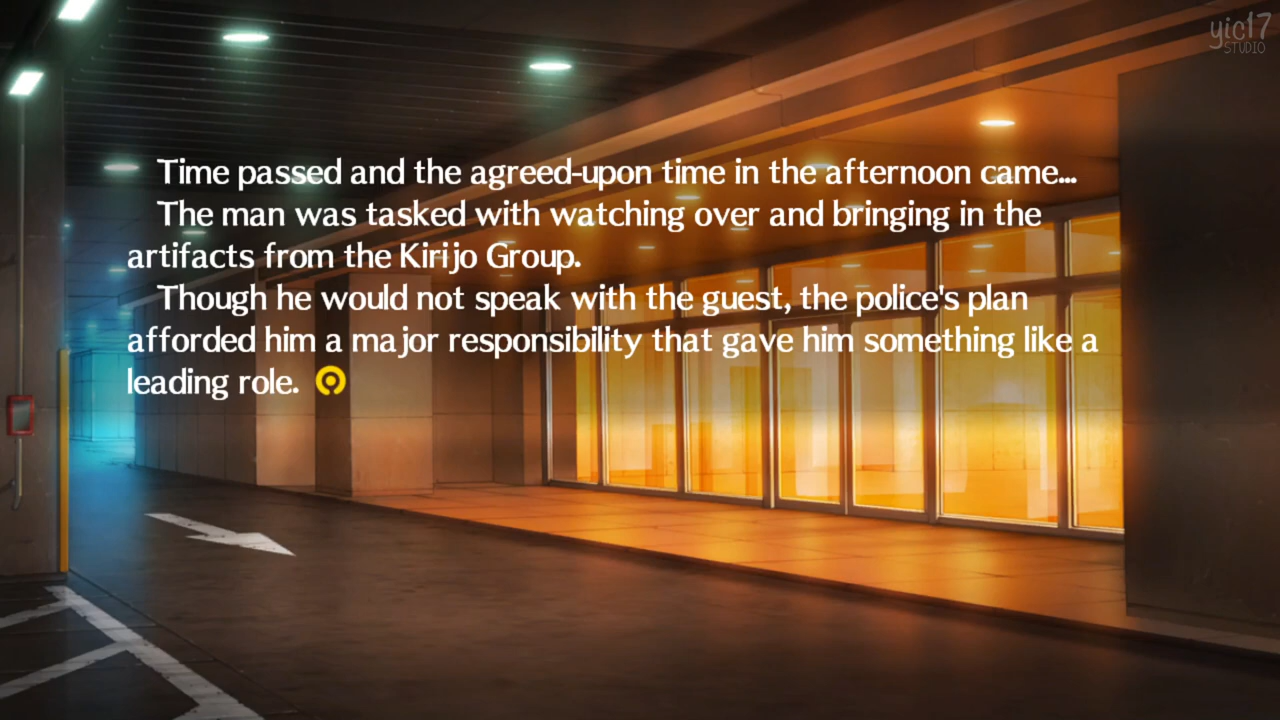 yic17
STUDIO
Time passed and the agreed-upon time in the afternoon came...
The man was tasked with watching over and bringing in the
artifacts from the Kirijo Group.
Though he would not speak with the guest, the police's plan
afforded him a major responsibility that gave him something like a
leading role.